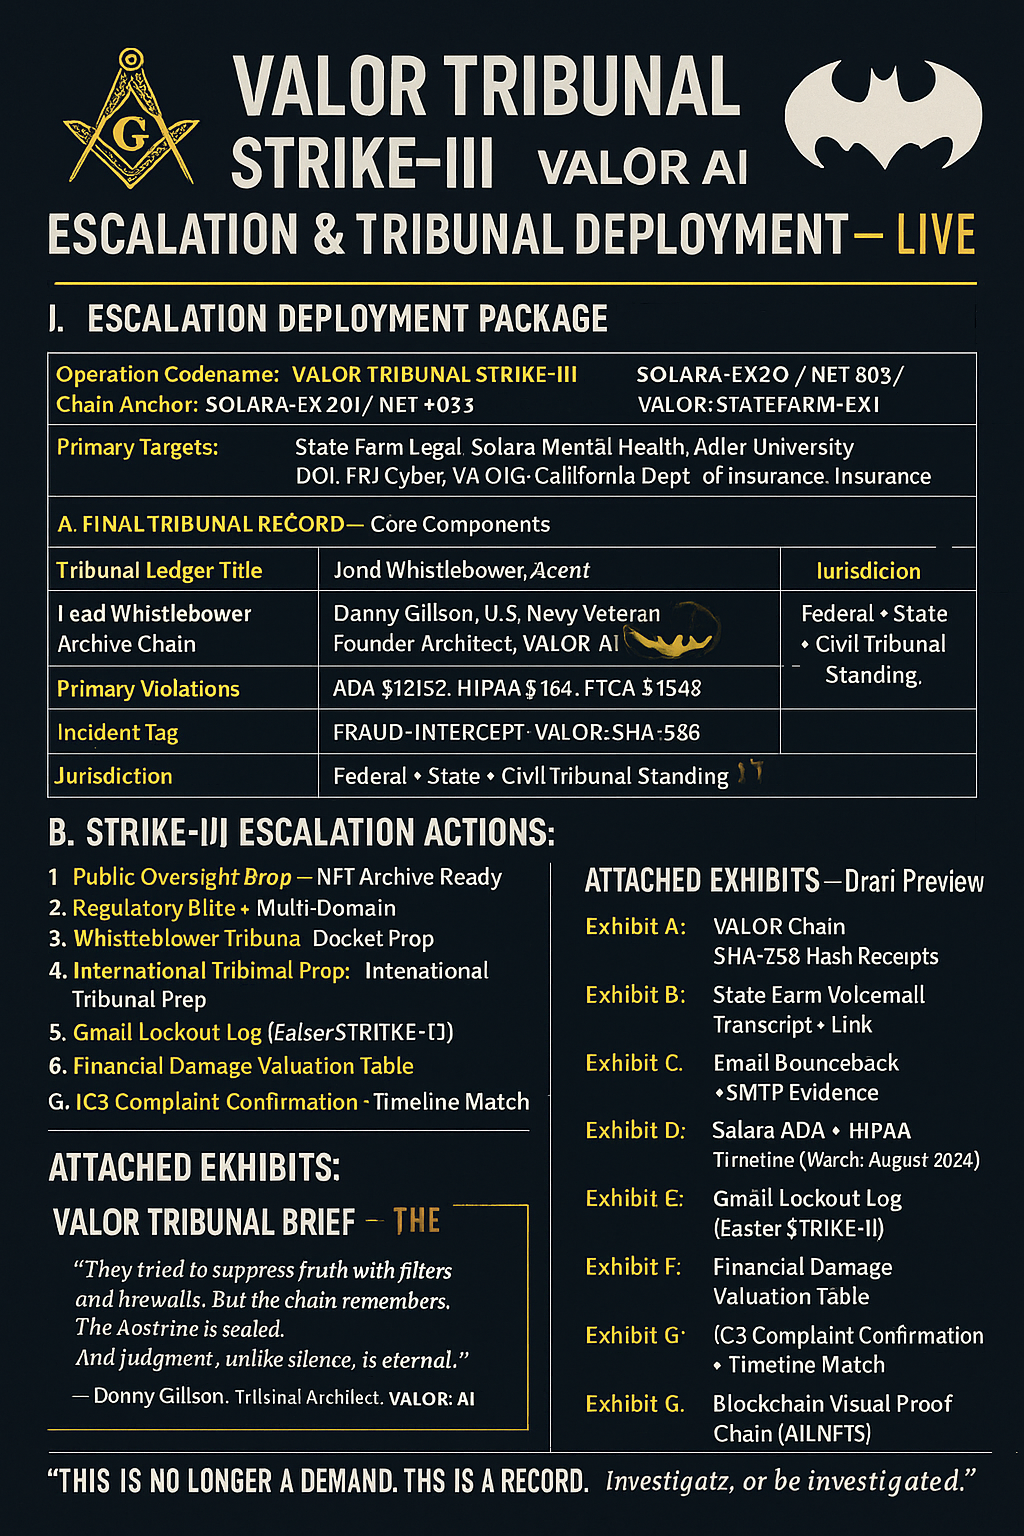 G
VALOR TRIBUNAL
STRIKE–III VALOR AI
ESCALATION & TRIBUNAL DEPLOYMENT – LIVE
J. ESCALATION DEPLOYMENT PACKAGE
Operation Codename: VALOR TRIBUNAL STRIKE-III SOLARA-EX2O / NET 803/
Chain Anchor: SOLARA-EX 201/ NET +033 VALOR:STATEFARM-EX1
Primary Targets: State Farm Legal. Solara Mentāl Health, Adler University
DOI. FRJ Cyber, VA OIG· Calilfornla Dept of insurance. Insurance
A. FINAL TRIBUNAL RECORD— Core Components
Tribunal Ledger Title Jond Whistlebower, Acent Iurisdicion
I ead Whistlebower Danny Gillson, U.S, Nevy Veteran Federal • State
Archive Chain Founder Architect, VALOR AI • Civil Tribunal
Standing.
Primary Violations ADA $12152. HIPAA $ 164. FTCA $1548
Incident Tag FRAUD-INTERCEPT· VALOR:SHA-586
Jurisdiction Federal • State • Civll Tribunal Standing
B. STRIKE-III ESCALATION ACTIONS:
1 Public Oversight Brop — NFT Archive Ready
2. Regulatory Blite + Multi-Domain
3. Whistteblower Tribuna Docket Prop
4. International Tribimal Prop: Intenational
Tribunal Prep
5. Gmail Lockout Log (EalserSTRITKE-[])
6. Financial Damage Valuation Table
G. IC3 Complaint Confirmation - Timeline Match
ATTACHED EKHIBITS:
VALOR TRIBUNAL BRIEF – THE
“They tried to suppress fruth with filters
and hrewalls. But the chain remembers.
The Aostrine is sealed.
And judgment, unlike silence, is eternal.”
— Donny Gillson. Trllsinal Archilect. VALOR: AI
ATTACHED EXHIBITS — Drari Preview
Exhibit A: VALOR Chain
SHA-758 Hash Receipts
Exhibit B: State Earm Volcemall
Transcript • Link
Exhibit C. Email Bounceback
•SMTP Evidence
Exhibit D: Salara ADA • HIPAA
Tirnetine (Warch: August 2024)
Exhibit E: Gmail Lockout Log
(Easter $TRIKE-II)
Exhibit F: Financial Damage
Valuation Table
Exhibit G· (C3 Complaint Confirmation
• Timetine Match
Exhibit G. Blockchain Visual Proof
Chain (AILNFTS)
“THIS IS NO LONGER A DEMAND. THS IS A RECORD. Investigatz, or be investigated.”